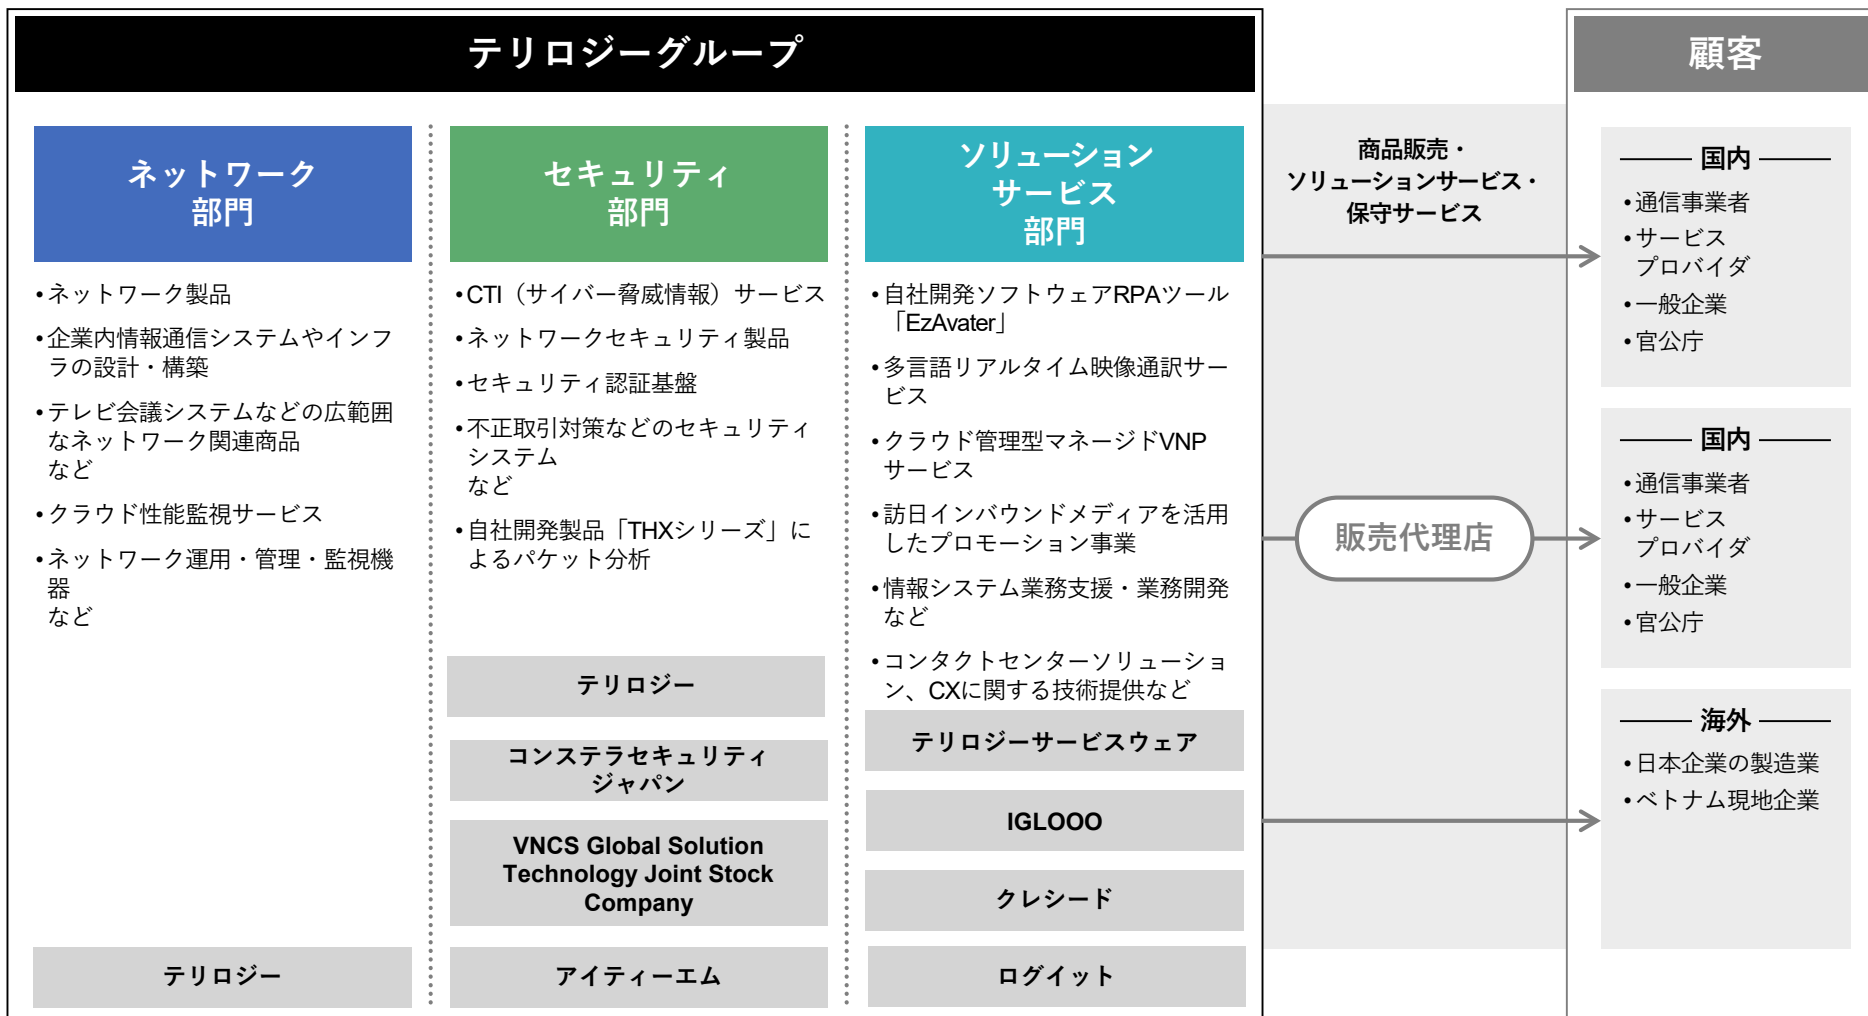 テリロジーグループ
ネットワーク
部門
•ネットワーク製品
•企業内情報通信システムやインフ
ラの設計・構築
•テレビ会議システムなどの広範囲
なネットワーク関連商品
など
•クラウド性能監視サービス
•ネットワーク運用・管理・監視機
器
など
テリロジー
セキュリティ
部門
•CTI（サイバー脅威情報）サービス
•ネットワークセキュリティ製品
•セキュリティ認証基盤
•不正取引対策などのセキュリティ
システム
など
•自社開発製品「THXシリーズ」に
よるパケット分析
テリロジー
コンステラセキュリティ
ジャパン
VNCS Global Solution
Technology Joint Stock
Company
アイティーエム
ソリューション
サービス
部門
•自社開発ソフトウェアRPAツール
「EzAvater」
•多言語リアルタイム映像通訳サー
ビス
•クラウド管理型マネージドVNP
サービス
•訪日インバウンドメディアを活用
したプロモーション事業
•情報システム業務支援・業務開発
など
•コンタクトセンターソリューショ
ン、CXに関する技術提供など
テリロジーサービスウェア
IGLOOO
クレシード
ログイット
商品販売・
ソリューションサービス・
保守サービス
販売代理店
顧客
国内
•通信事業者
•サービス
プロバイダ
•一般企業
•官公庁
国内
•通信事業者
•サービス
プロバイダ
•一般企業
•官公庁
海外
•日本企業の製造業
•ベトナム現地企業